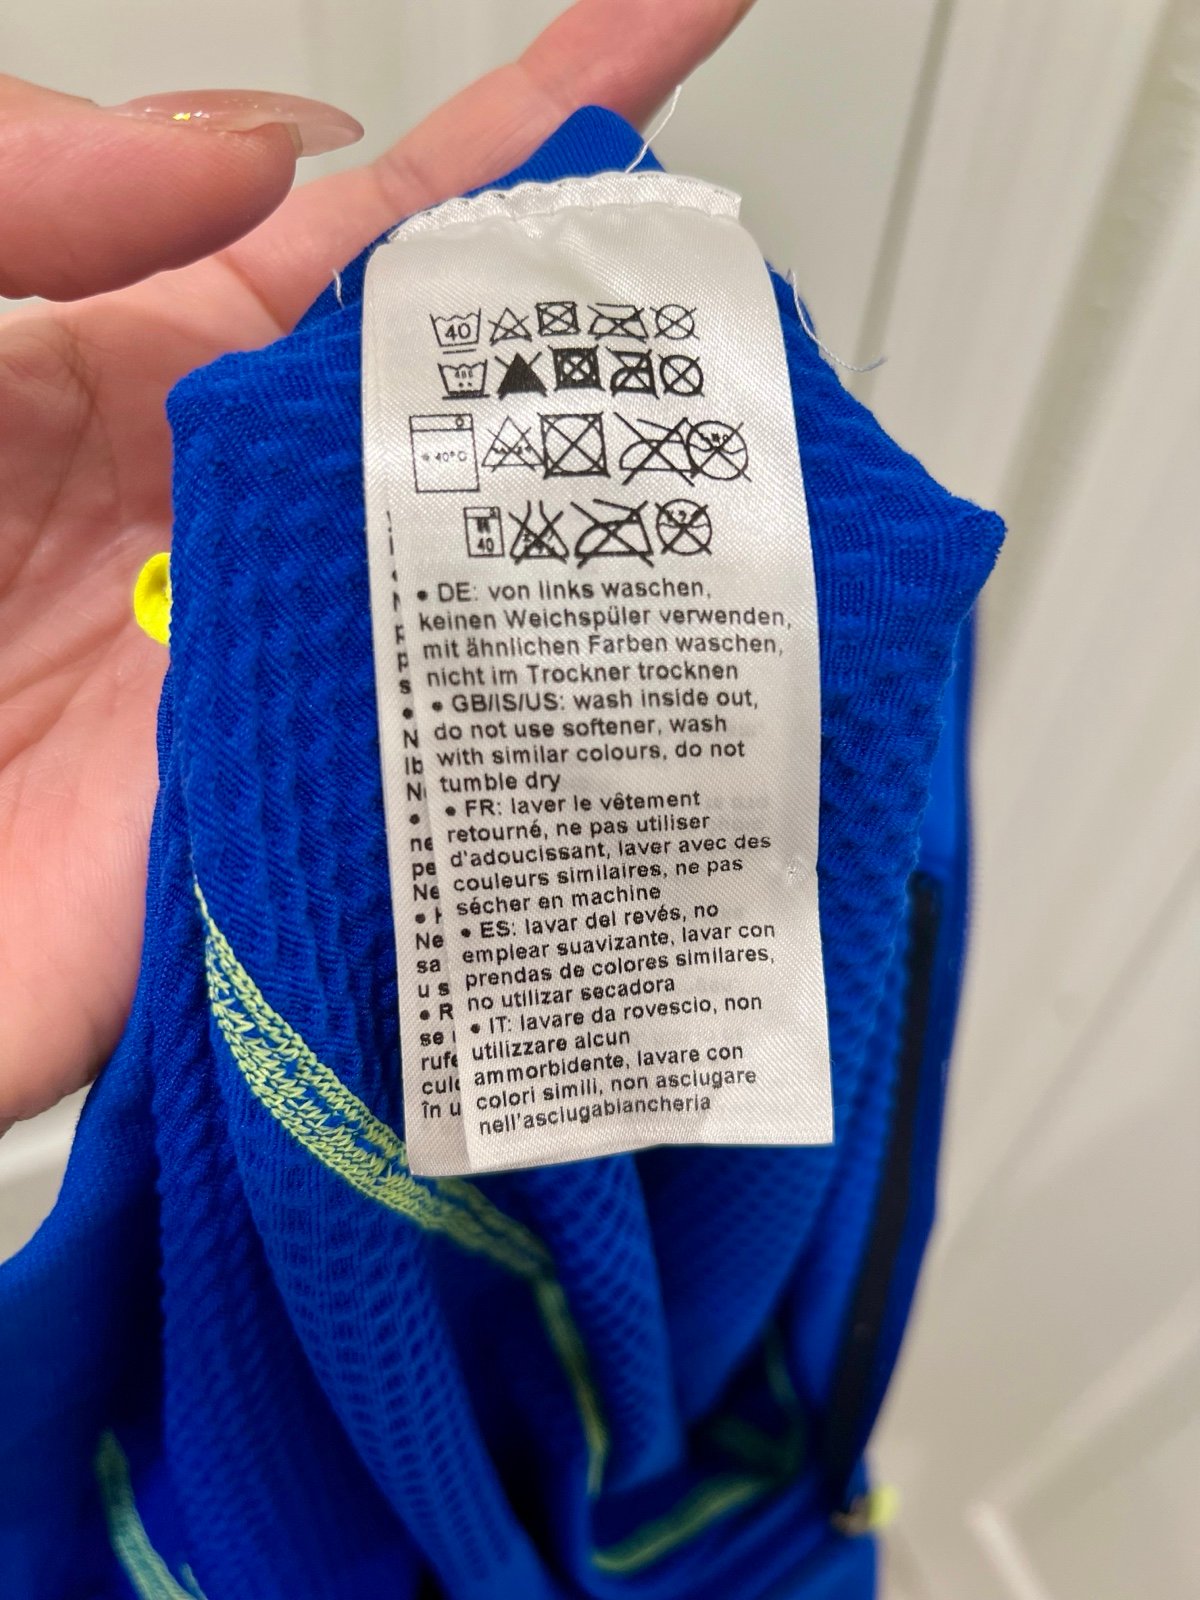 40
40°C
40
• DE: von links waschen,
keinen Weichspüler verwenden,
mit ähnlichen Farben waschen,
nicht im Trockner trocknen
• GB/IS/US: wash inside out,
do not use softener, wash
with similar colours, do not
tumble dry
• FR: laver le vêtement
retourné, ne pas utiliser
d'adoucissant, laver avec des
couleurs similaires, ne pas
sécher en machine
• ES: lavar del revés, no
emplear suavizante, lavar con
prendas de colores similares,
no utilizar secadora
• IT: lavare da rovescio, non
utilizzare alcun
ammorbidente, lavare con
colori simili, non asciugare
nell'asciugabiancheria